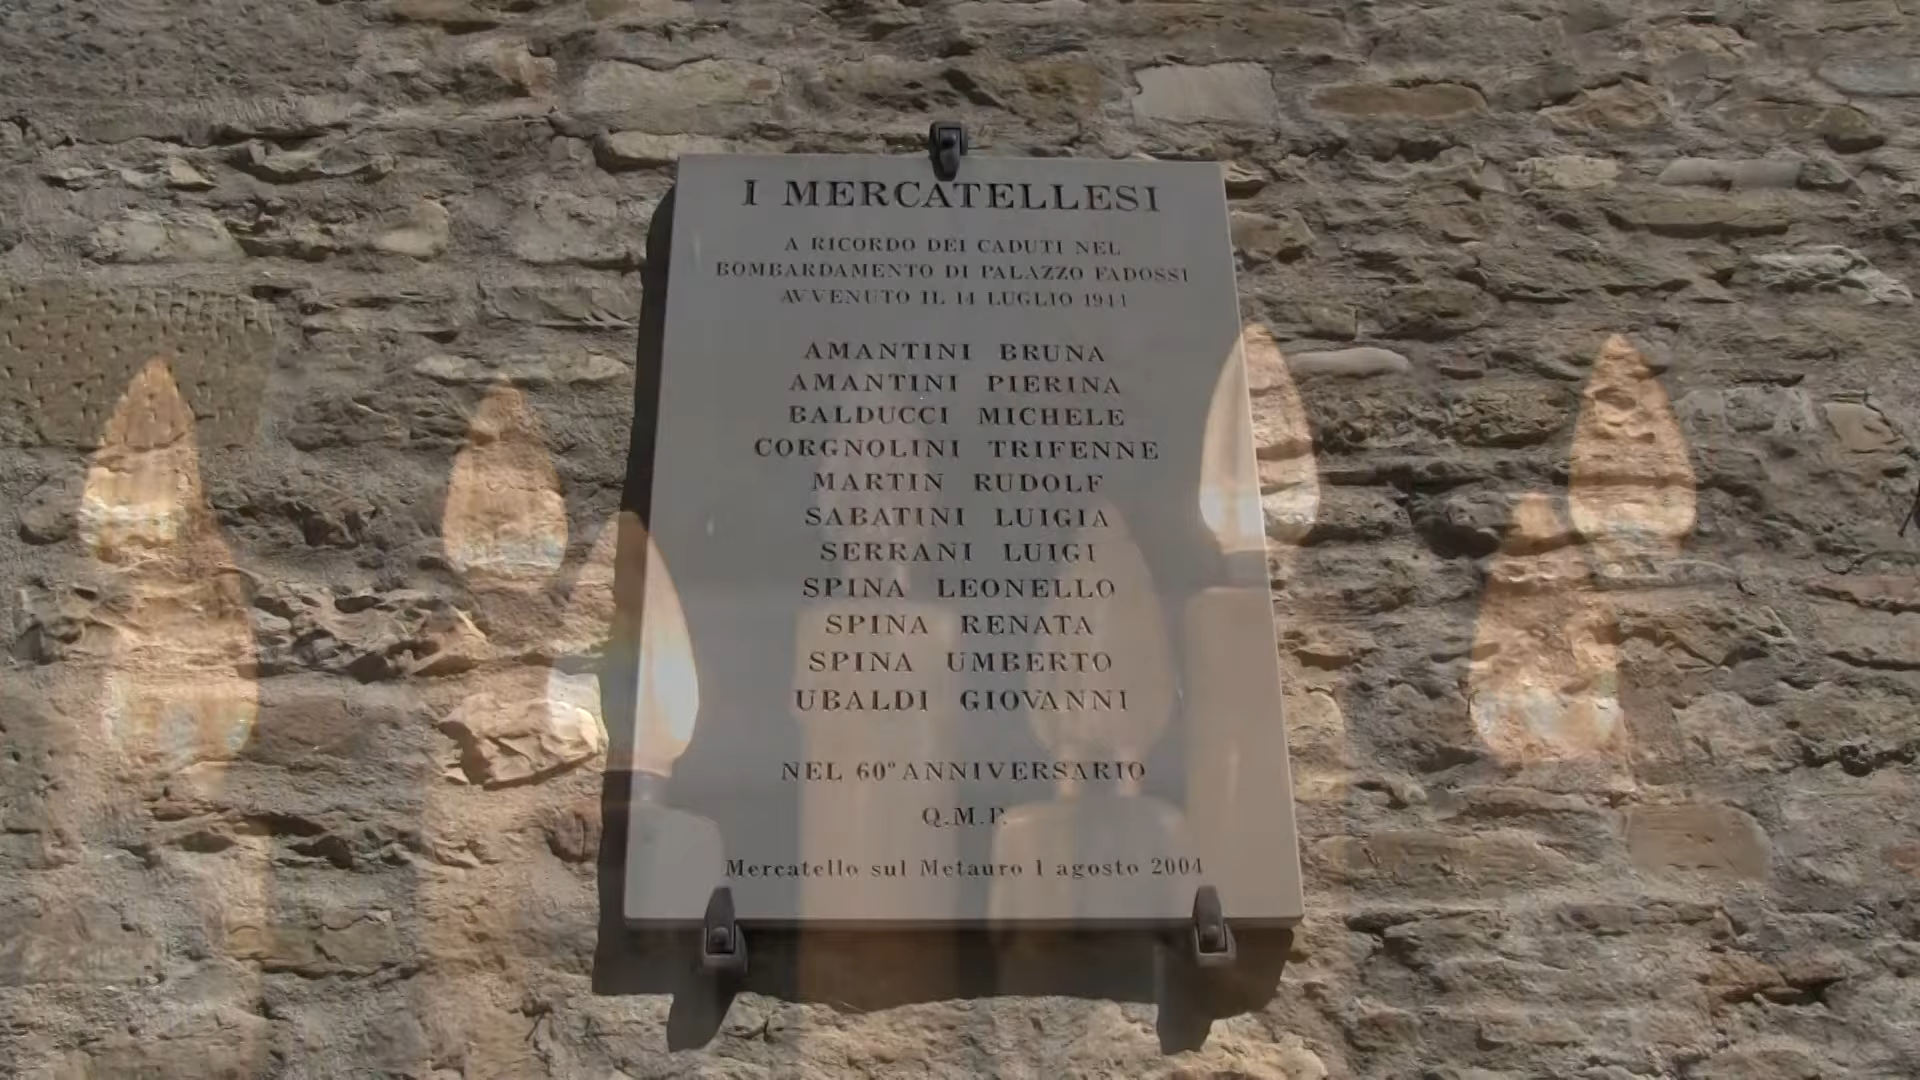 I MERCATELLESI
A RICORDO DEI CADUTI NEL
BOMBARDAMENTO DI PALAZZO FADOSSI
AVVENUTO IL 14 LUGLIO 1944
AMANTINI BRUNA
AMANTINI PIERINA
BALDUCCI MICHELE
CORGNOLINI TRIFENNE
MARTIN RUDOLF
SABATINI LUIGIA
SERRANI LUIGI
SPINA LEONELLO
SPINA RENATA
SPINA UMBERTO
UBALDI GIOVANNI
NEL 60° ANNIVERSARIO
Q.M.P.
Mercatello sul Metauro 1 agosto 2004